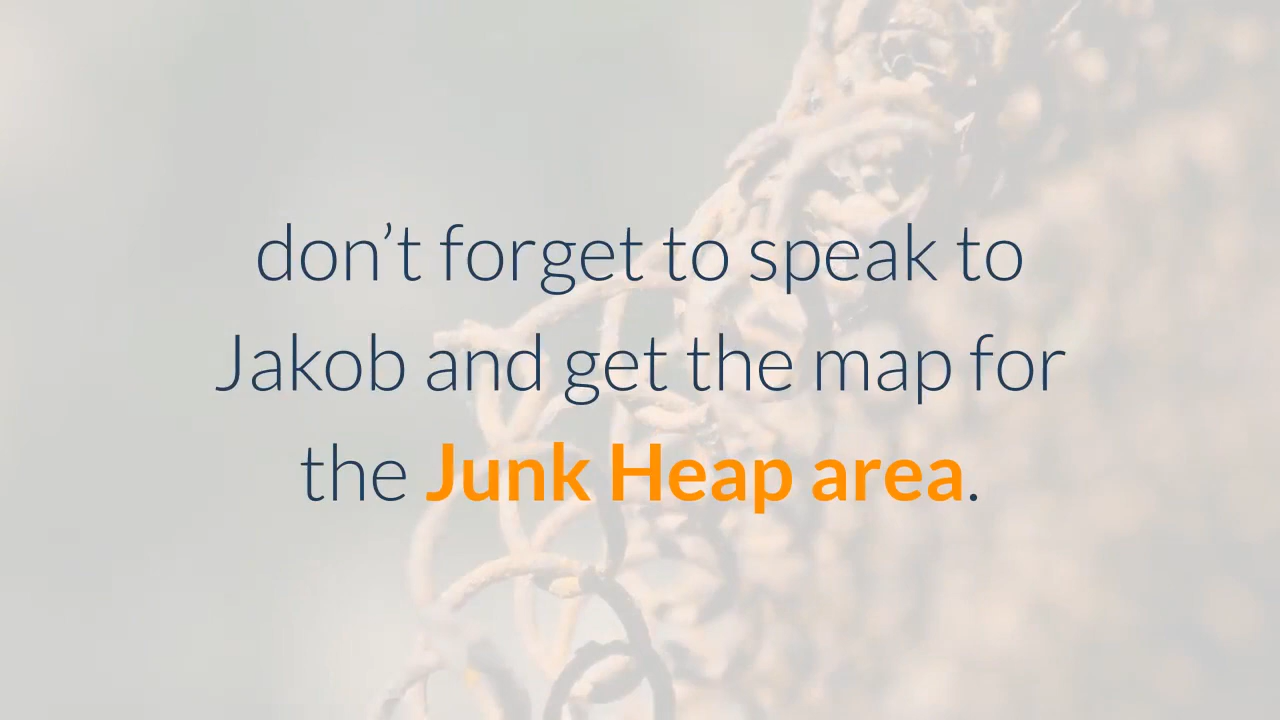 don’t forget to speak to
Jakob and get the map for
the Junk Heap area.